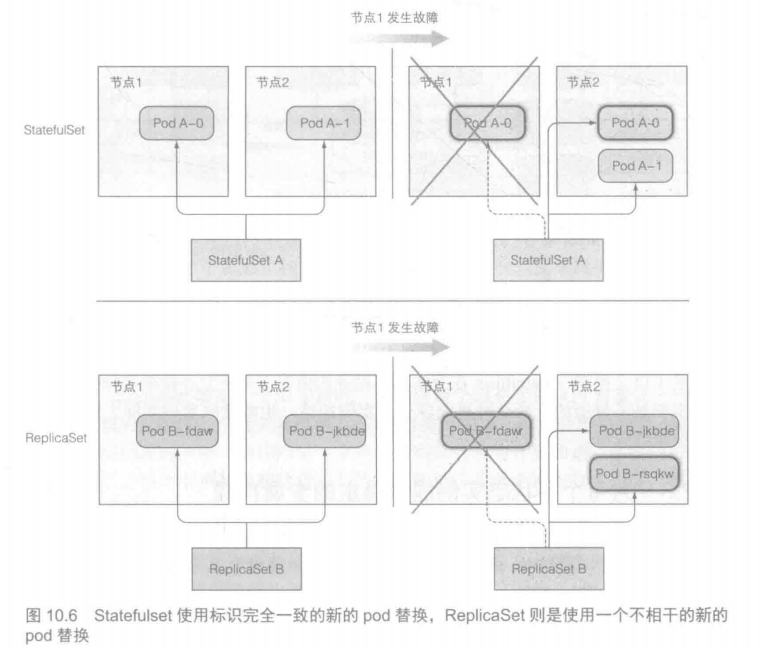 节点1 发生故障
节点1
节点2
节点1
节点2
StatefulSet
Pod A-0
Pod A-1
Pod A-0
Pod A-0
Pod A-1
StatefulSet A
StatefulSet A
节点1 发生故障
节点1
节点2
节点1
节点2
ReplicaSet
Pod B-fdawr
Pod B-jkbde
Pod B-fdawr
Pod B-jkbde
Pod B-rsqkw
ReplicaSet B
ReplicaSet B
图 10.6 Statefulset 使用标识完全一致的新的 pod 替换，ReplicaSet 则是使用一个不相干的新的
pod 替换